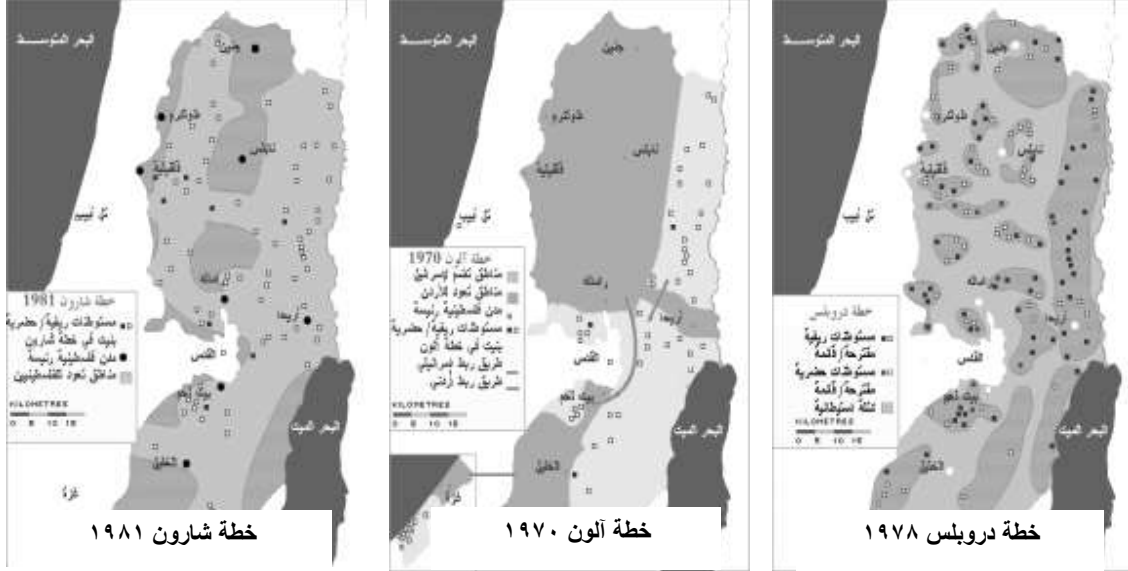 البحر المتوسط
جنين
طولكرم
نابلس
قلقيلية
تل أبيب
رام الله
خطة شارون 1981
مستوطنات ريفية/ حضرية
بنيت في خطة شارون
مدن فلسطينية رئيسة
مناطق تعود للفلسطينيين
KILOMETRES
0 5 10 15
أريحا
القدس
بيت لحم
البحر الميت
الخليل
غزة
خطة شارون ١٩٨١
البحر المتوسط
جنين
طولكرم
نابلس
قلقيلية
تل أبيب
خطة آلون 1970
مناطق تضم لإسرائيل
مناطق تعود للأردن
مدن فلسطينية رئيسة
مستوطنات ريفية/ حضرية
بنيت في خطة آلون
طريق ربط إسرائيلي
طريق ربط أردني
KILOMETRES
0 5 10 15
رام الله
أريحا
القدس
بيت لحم
البحر الميت
الخليل
غزة
خطة آلون ١٩٧٠
البحر المتوسط
جنين
طولكرم
نابلس
قلقيلية
تل أبيب
رام الله
خطة دروبلس
مستوطنات ريفية
مقترحة/ قائمة
مستوطنات حضرية
مقترحة/ قائمة
كتلة استيطانية
KILOMETRES
0 5 10 15
أريحا
القدس
بيت لحم
البحر الميت
الخليل
خطة دروبلس ١٩٧٨